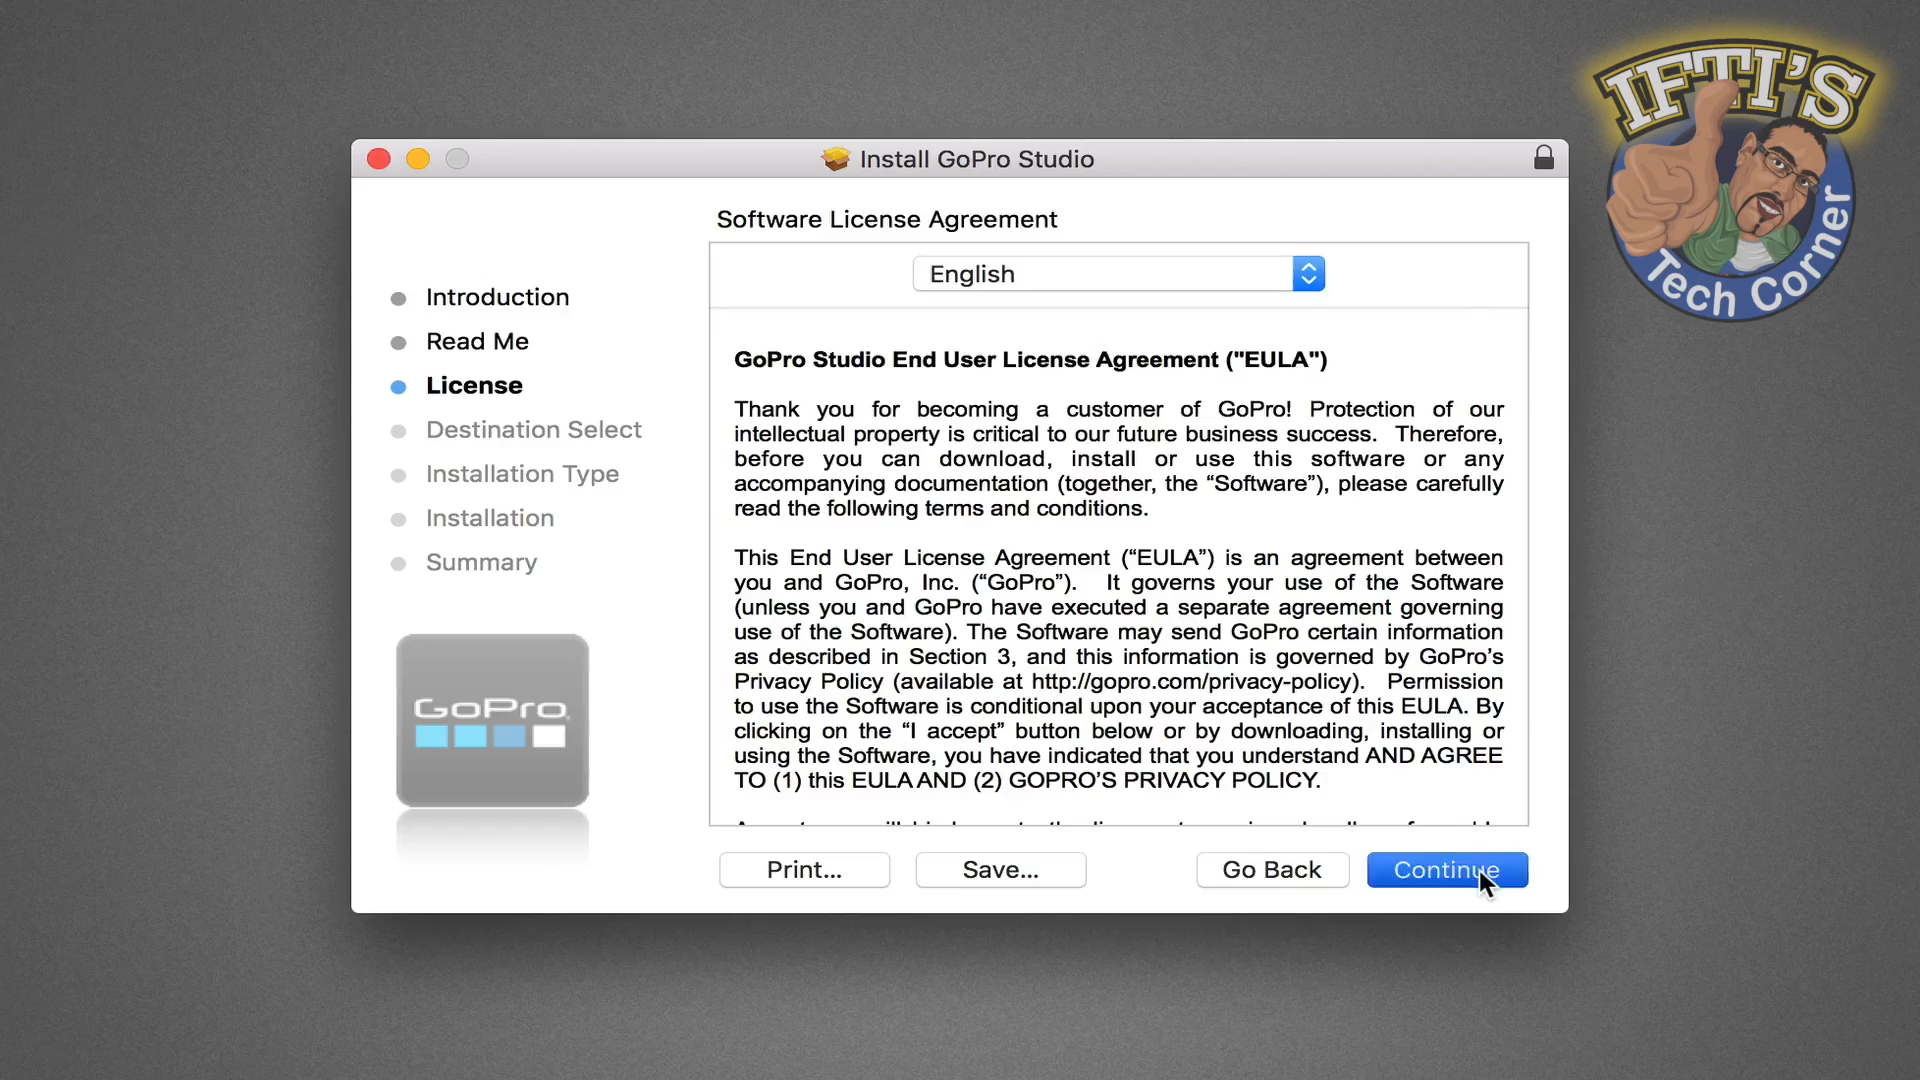 IFTI'S
Tech Corner
Install GoPro Studio
Software License Agreement
English
Introduction
Read Me
License
Destination Select
Installation Type
Installation
Summary
GoPro
GoPro Studio End User License Agreement ("EULA")
Thank you for becoming a customer of GoPro! Protection of our
intellectual property is critical to our future business success. Therefore,
before you can download, install or use this software or any
accompanying documentation (together, the “Software”), please carefully
read the following terms and conditions.
This End User License Agreement (“EULA”) is an agreement between
you and GoPro, Inc. (“GoPro”). It governs your use of the Software
(unless you and GoPro have executed a separate agreement governing
use of the Software). The Software may send GoPro certain information
as described in Section 3, and this information is governed by GoPro’s
Privacy Policy (available at http://gopro.com/privacy-policy). Permission
to use the Software is conditional upon your acceptance of this EULA. By
clicking on the “I accept” button below or by downloading, installing or
using the Software, you have indicated that you understand AND AGREE
TO (1) this EULA AND (2) GOPRO’S PRIVACY POLICY.
Print...
Save...
Go Back
Continue